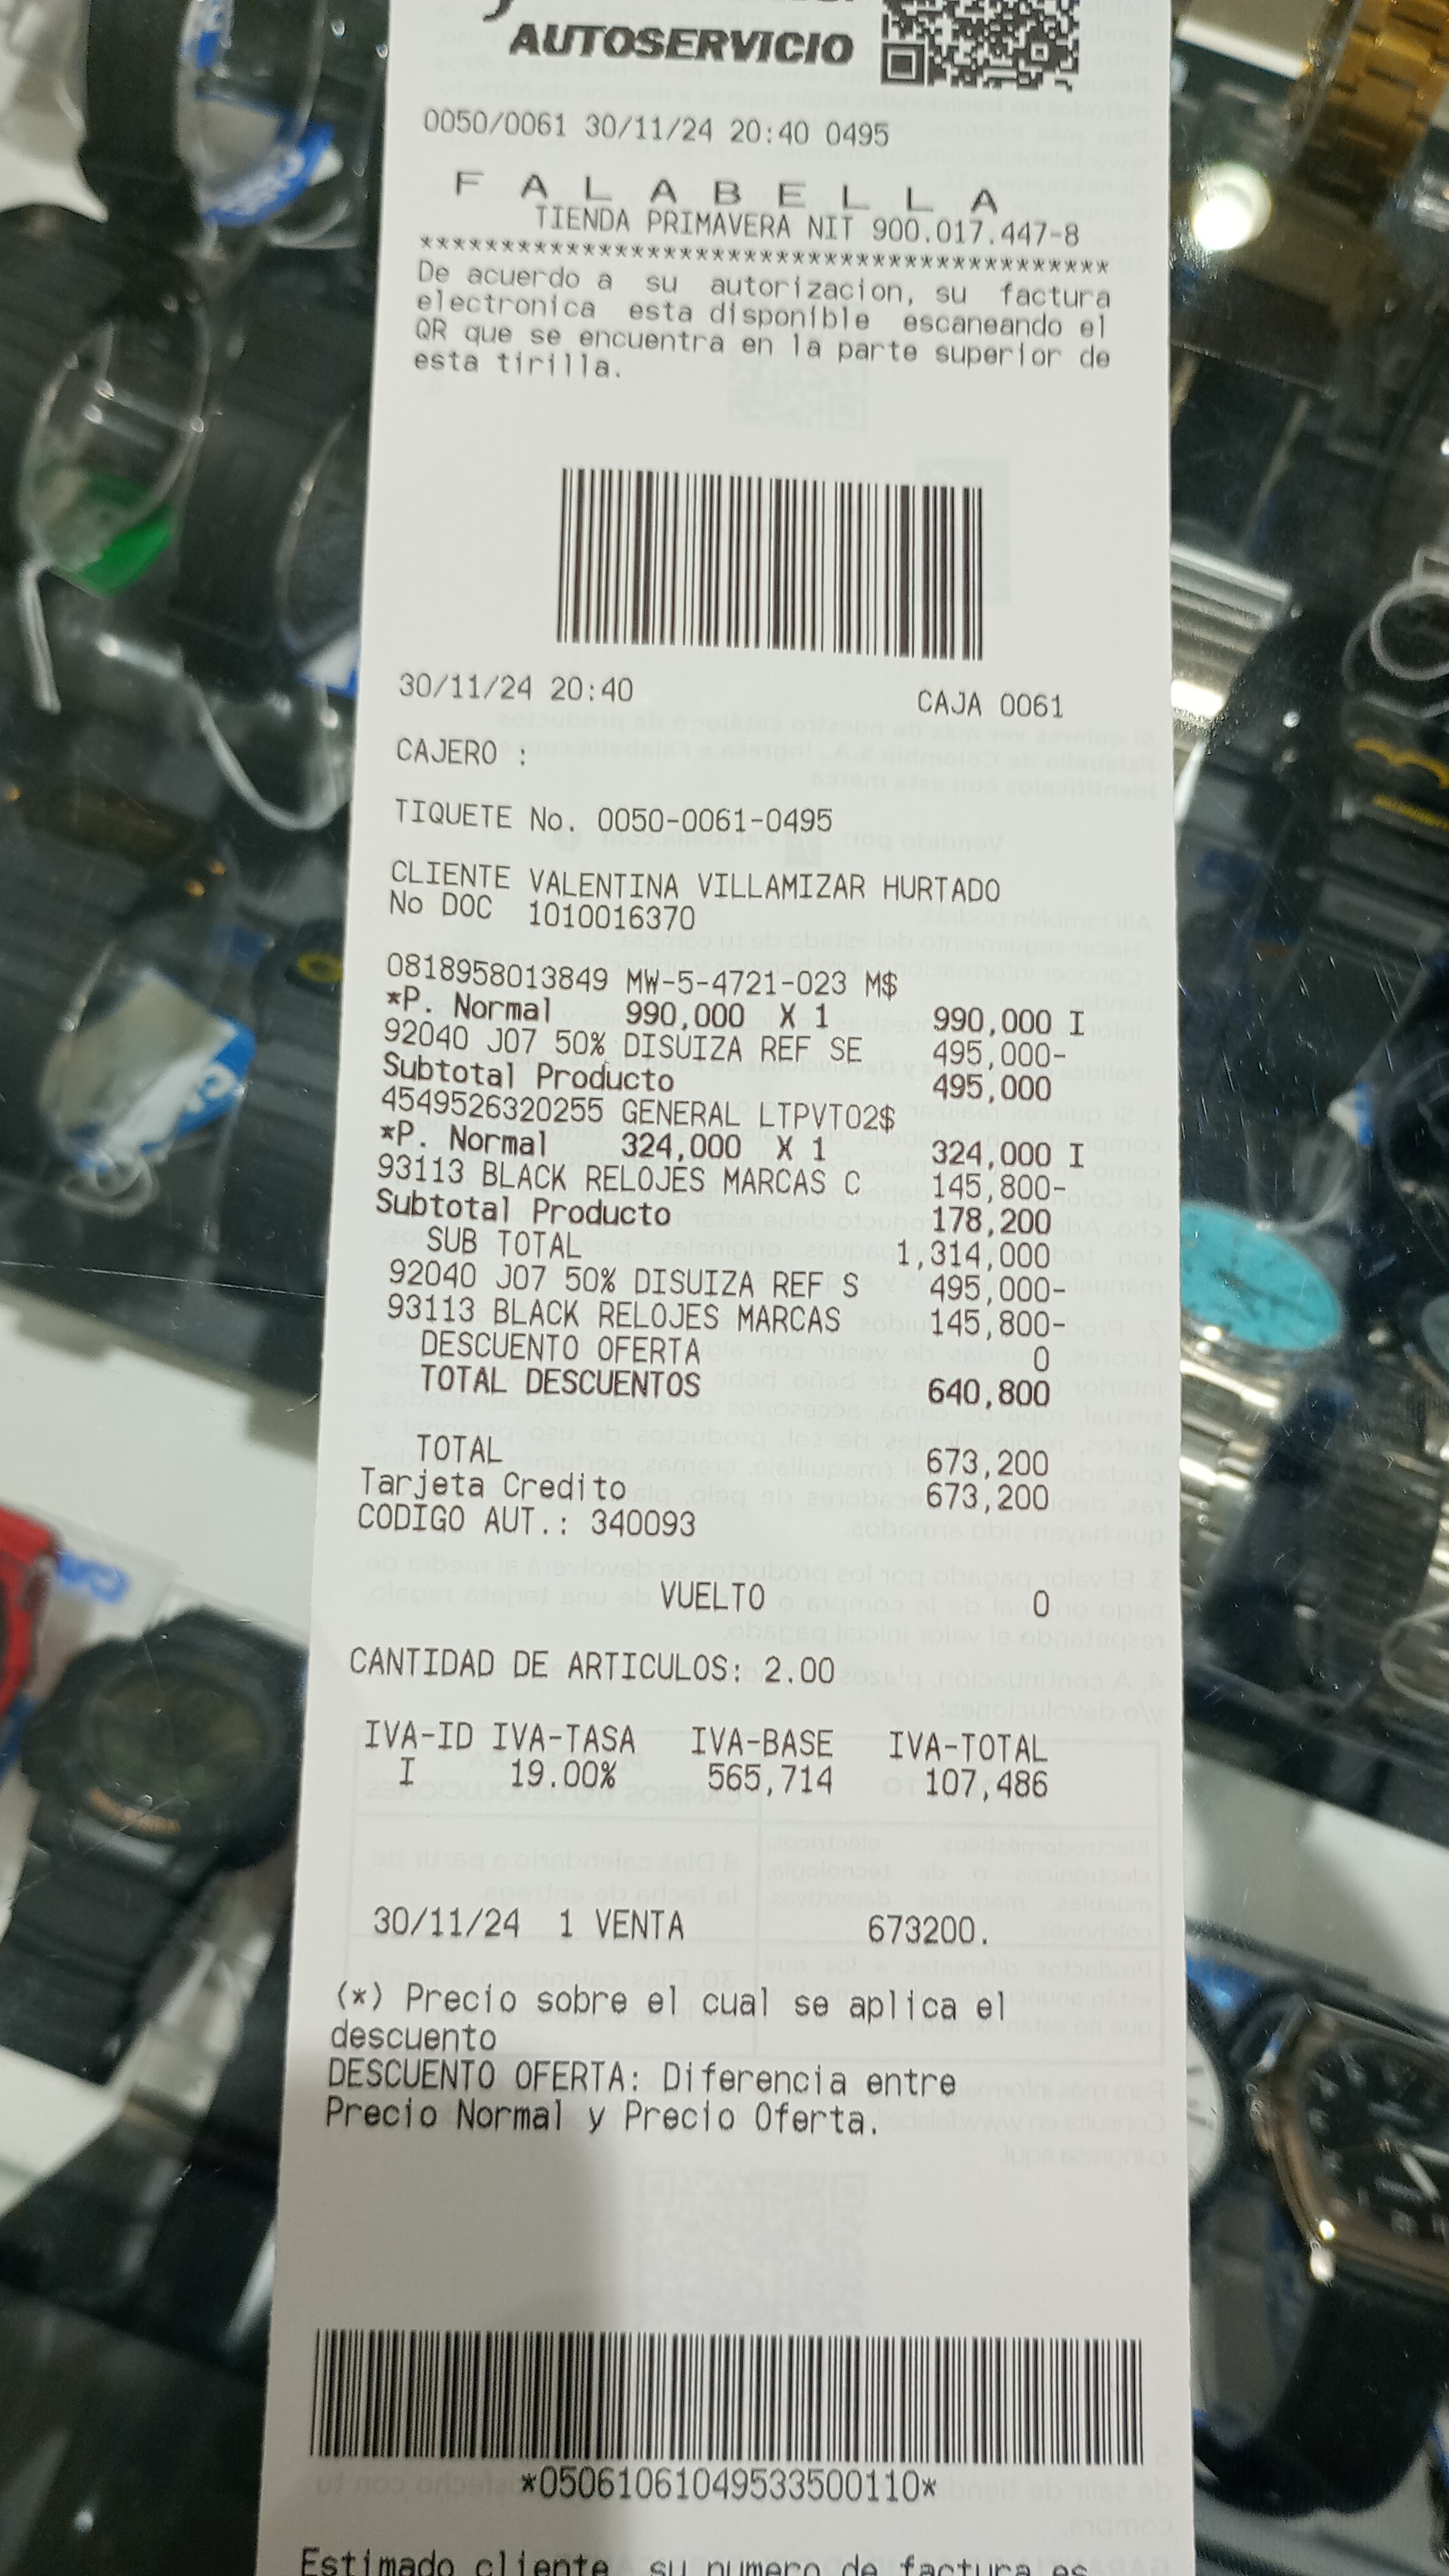 AUTOSERVICIO
0050/0061 30/11/24 20:40 0495
F A L A B E L L A
TIENDA PRIMAVERA NIT 900.017.447-8
******************************************
De acuerdo a su autorizacion, su factura
electronica esta disponible escaneando el
QR que se encuentra en la parte superior de
esta tirilla.
30/11/24 20:40 CAJA 0061
CAJERO :
TIQUETE No. 0050-0061-0495
CLIENTE VALENTINA VILLAMIZAR HURTADO
No DOC 1010016370
0818958013849 MW-5-4721-023 M$
*P. Normal 990,000 X 1 990,000 I
92040 J07 50% DISUIZA REF SE 495,000-
Subtotal Producto 495,000
4549526320255 GENERAL LTPVT02$
*P. Normal 324,000 X 1 324,000 I
93113 BLACK RELOJES MARCAS C 145,800-
Subtotal Producto 178,200
SUB TOTAL 1,314,000
92040 J07 50% DISUIZA REF S 495,000-
93113 BLACK RELOJES MARCAS 145,800-
DESCUENTO OFERTA 0
TOTAL DESCUENTOS 640,800
TOTAL 673,200
Tarjeta Credito 673,200
CODIGO AUT.: 340093
VUELTO 0
CANTIDAD DE ARTICULOS: 2.00
IVA-ID IVA-TASA IVA-BASE IVA-TOTAL
I 19.00% 565,714 107,486
30/11/24 1 VENTA 673200.
(*) Precio sobre el cual se aplica el
descuento
DESCUENTO OFERTA: Diferencia entre
Precio Normal y Precio Oferta.
*05061061049533500110*
Estimado cliente, su numero de factura es